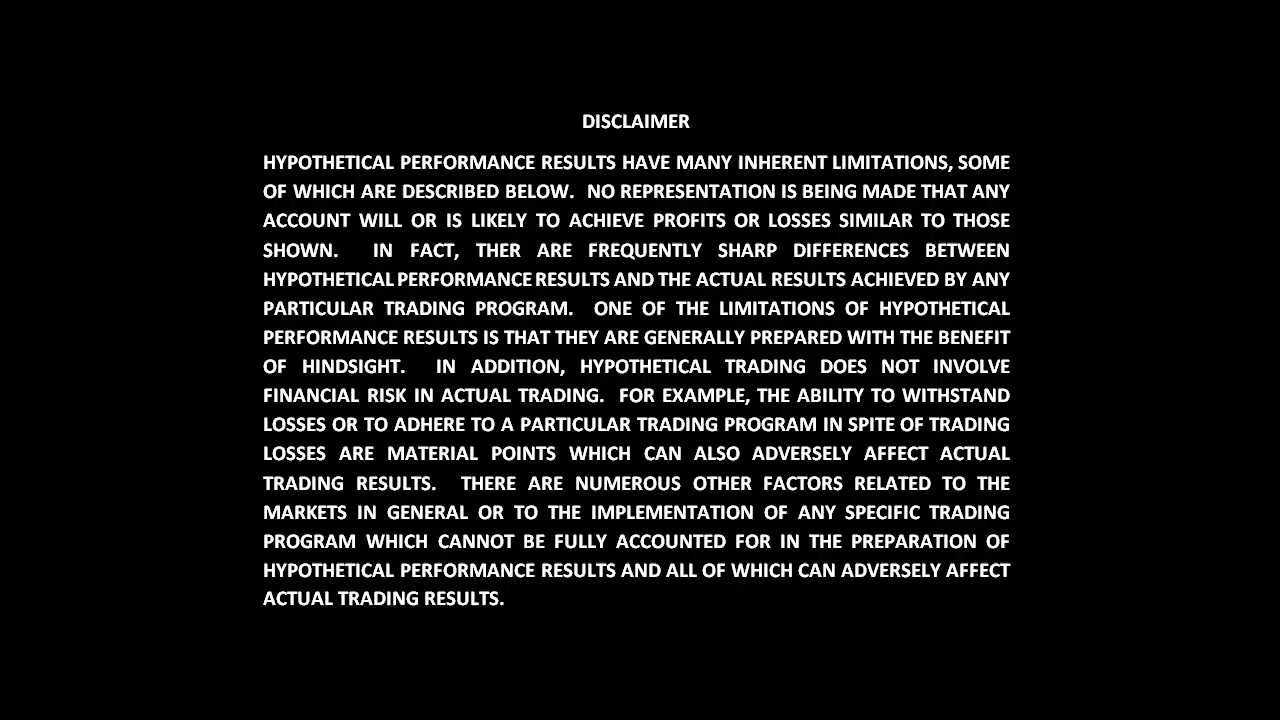 DISCLAIMER
HYPOTHETICAL PERFORMANCE RESULTS HAVE MANY INHERENT LIMITATIONS, SOME
OF WHICH ARE DESCRIBED BELOW. NO REPRESENTATION IS BEING MADE THAT ANY
ACCOUNT WILL OR IS LIKELY TO ACHIEVE PROFITS OR LOSSES SIMILAR TO THOSE
SHOWN. IN FACT, THER ARE FREQUENTLY SHARP DIFFERENCES BETWEEN
HYPOTHETICAL PERFORMANCE RESULTS AND THE ACTUAL RESULTS ACHIEVED BY ANY
PARTICULAR TRADING PROGRAM. ONE OF THE LIMITATIONS OF HYPOTHETICAL
PERFORMANCE RESULTS IS THAT THEY ARE GENERALLY PREPARED WITH THE BENEFIT
OF HINDSIGHT. IN ADDITION, HYPOTHETICAL TRADING DOES NOT INVOLVE
FINANCIAL RISK IN ACTUAL TRADING. FOR EXAMPLE, THE ABILITY TO WITHSTAND
LOSSES OR TO ADHERE TO A PARTICULAR TRADING PROGRAM IN SPITE OF TRADING
LOSSES ARE MATERIAL POINTS WHICH CAN ALSO ADVERSELY AFFECT ACTUAL
TRADING RESULTS. THERE ARE NUMEROUS OTHER FACTORS RELATED TO THE
MARKETS IN GENERAL OR TO THE IMPLEMENTATION OF ANY SPECIFIC TRADING
PROGRAM WHICH CANNOT BE FULLY ACCOUNTED FOR IN THE PREPARATION OF
HYPOTHETICAL PERFORMANCE RESULTS AND ALL OF WHICH CAN ADVERSELY AFFECT
ACTUAL TRADING RESULTS.